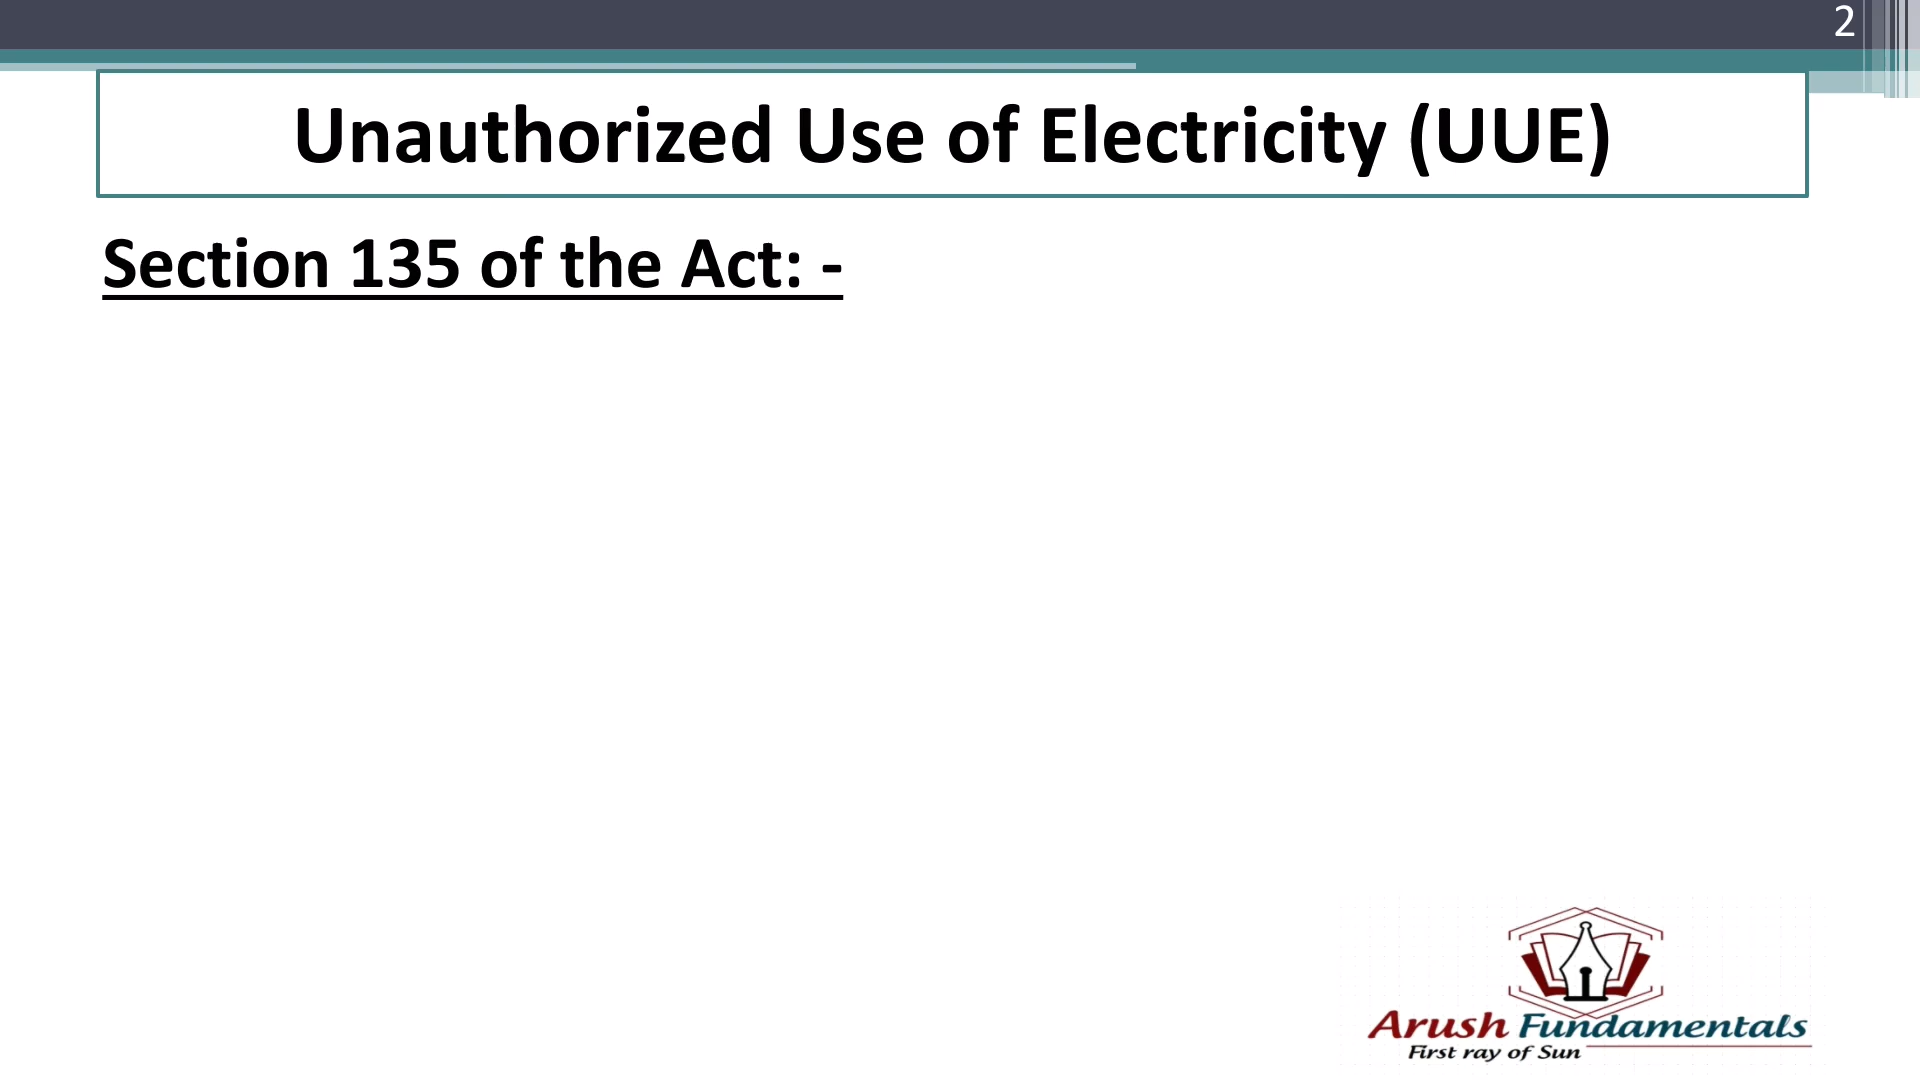 2
Unauthorized Use of Electricity (UUE)
Section 135 of the Act: -
Arush Fundamentals
First ray of Sun